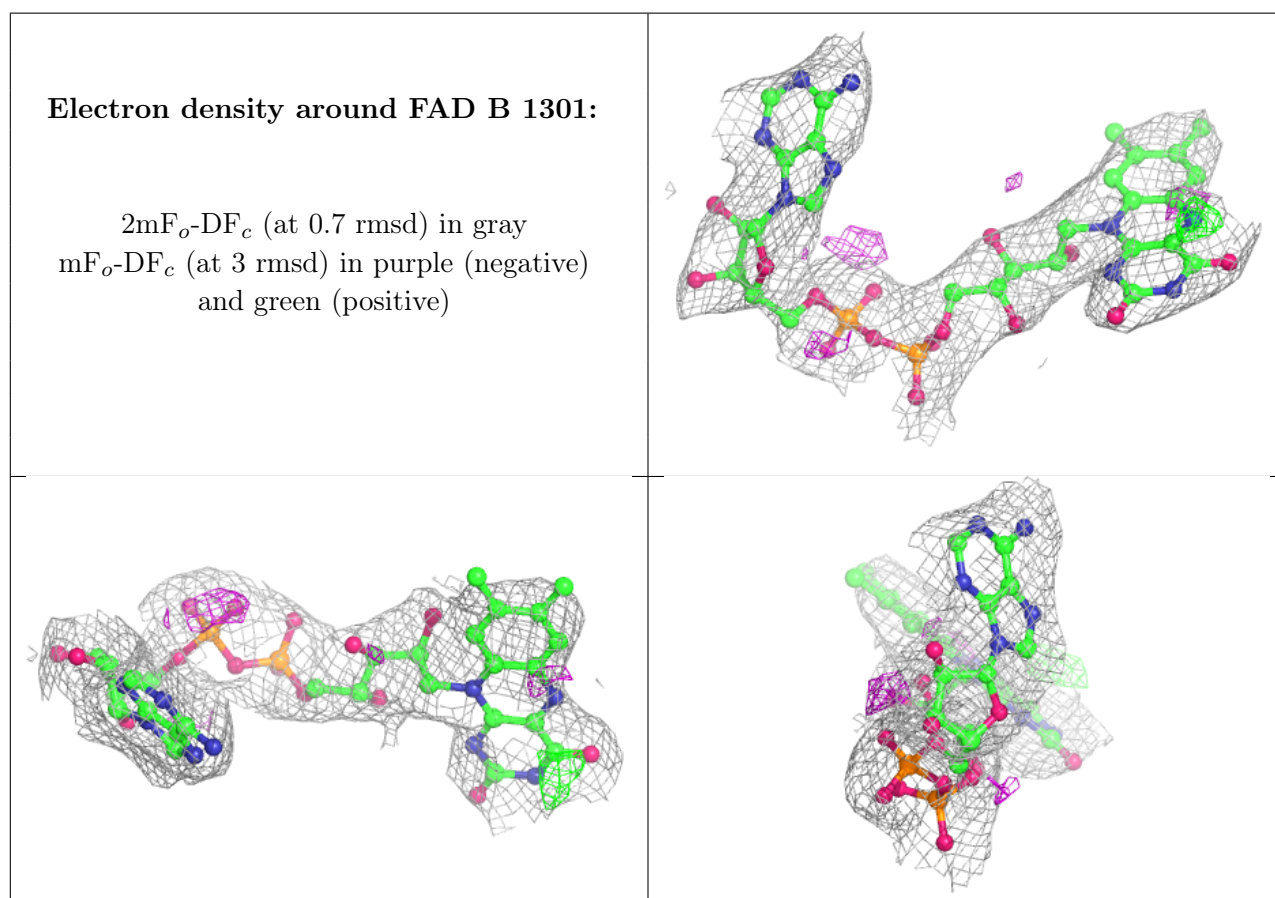 Electron density around FAD B 1301:
2mFo-DFc (at 0.7 rmsd) in gray
mFo-DFc (at 3 rmsd) in purple (negative)
and green (positive)